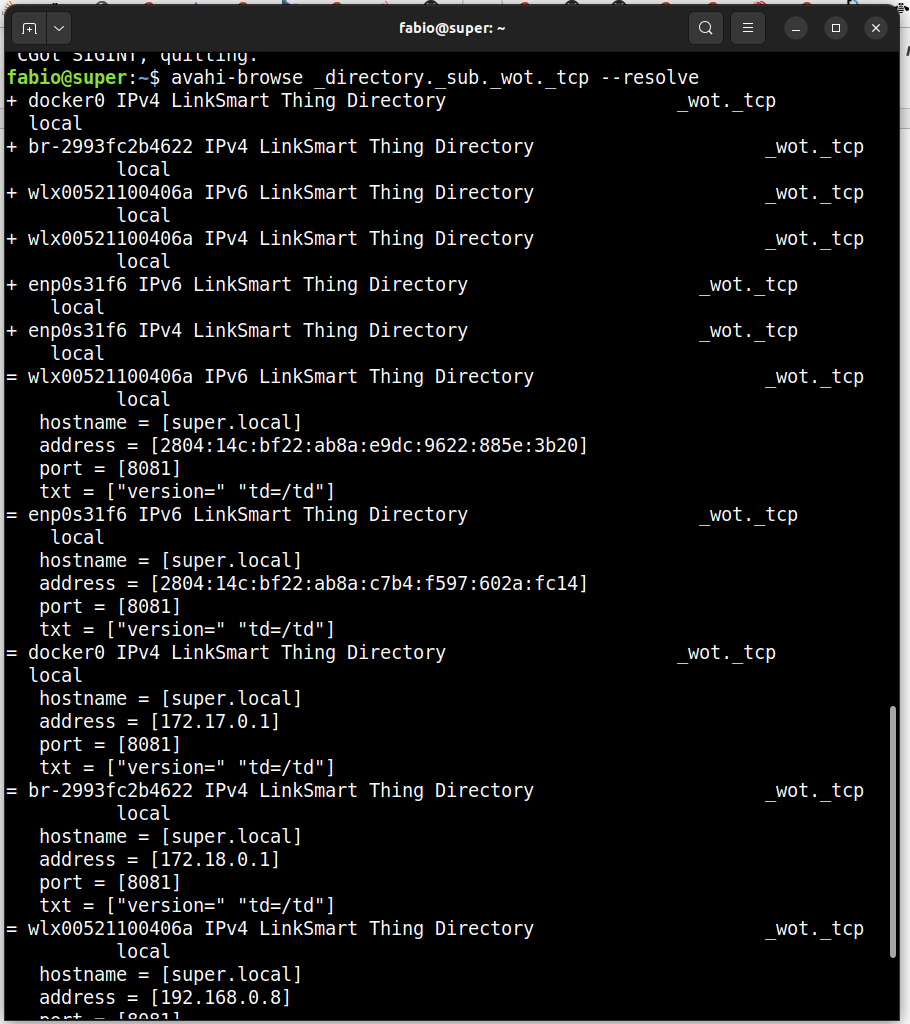 fabio@super: ~
CGot SIGINT, quitting.
fabio@super:~$ avahi-browse _directory._sub._wot._tcp --resolve
+ docker0 IPv4 LinkSmart Thing Directory _wot._tcp
local
+ br-2993fc2b4622 IPv4 LinkSmart Thing Directory _wot._tcp
local
+ wlx00521100406a IPv6 LinkSmart Thing Directory _wot._tcp
local
+ wlx00521100406a IPv4 LinkSmart Thing Directory _wot._tcp
local
+ enp0s31f6 IPv6 LinkSmart Thing Directory _wot._tcp
local
+ enp0s31f6 IPv4 LinkSmart Thing Directory _wot._tcp
local
= wlx00521100406a IPv6 LinkSmart Thing Directory _wot._tcp
local
hostname = [super.local]
address = [2804:14c:bf22:ab8a:e9dc:9622:885e:3b20]
port = [8081]
txt = ["version=" "td=/td"]
= enp0s31f6 IPv6 LinkSmart Thing Directory _wot._tcp
local
hostname = [super.local]
address = [2804:14c:bf22:ab8a:c7b4:f597:602a:fc14]
port = [8081]
txt = ["version=" "td=/td"]
= docker0 IPv4 LinkSmart Thing Directory _wot._tcp
local
hostname = [super.local]
address = [172.17.0.1]
port = [8081]
txt = ["version=" "td=/td"]
= br-2993fc2b4622 IPv4 LinkSmart Thing Directory _wot._tcp
local
hostname = [super.local]
address = [172.18.0.1]
port = [8081]
txt = ["version=" "td=/td"]
= wlx00521100406a IPv4 LinkSmart Thing Directory _wot._tcp
local
hostname = [super.local]
address = [192.168.0.8]
port = [8081]